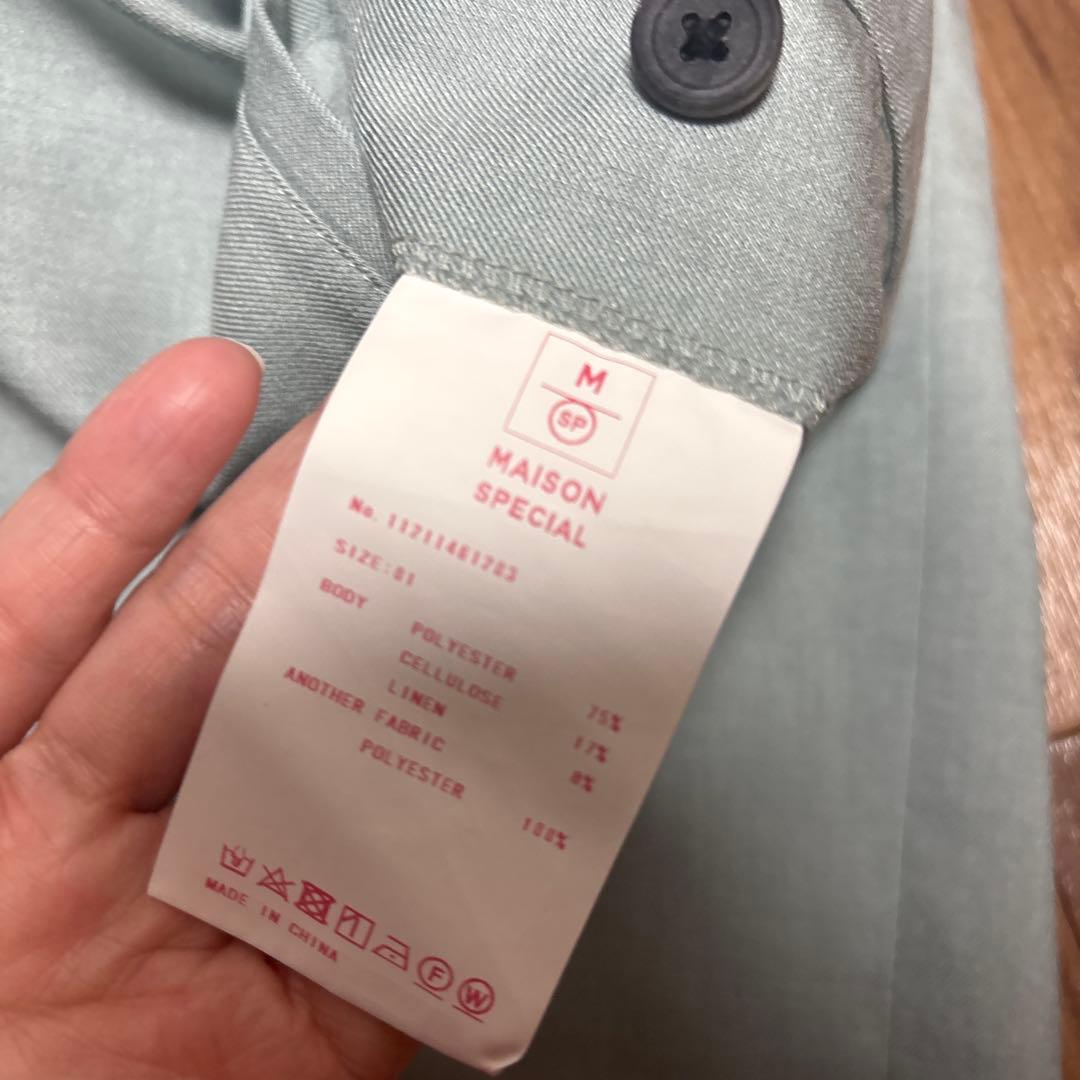 M
SP
MAISON
SPECIAL
No. 11211461203
SIZE:01
BODY
POLYESTER 75%
CELLULOSE 17%
LINEN 8%
ANOTHER FABRIC
POLYESTER 100%
F W
MADE IN CHINA